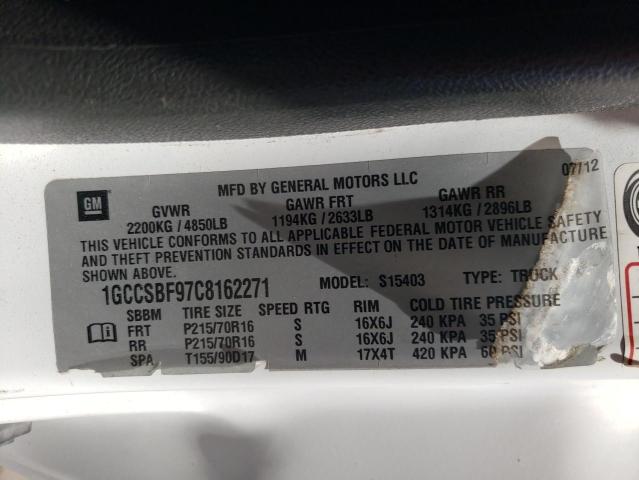 MFD BY GENERAL MOTORS LLC 07/12
GM
GVWR GAWR FRT GAWR RR
2200KG / 4850LB 1194KG / 2633LB 1314KG / 2896LB
THIS VEHICLE CONFORMS TO ALL APPLICABLE FEDERAL MOTOR VEHICLE SAFETY
AND THEFT PREVENTION STANDARDS IN EFFECT ON THE DATE OF MANUFACTURE
SHOWN ABOVE.
1GCCSBF97C8162271 MODEL: S15403 TYPE: TRUCK
SBBM TIRE SIZE SPEED RTG RIM COLD TIRE PRESSURE
FRT P215/70R16 S 16X6J 240 KPA 35 PSI
RR P215/70R16 S 16X6J 240 KPA 35 PSI
SPA T155/90D17 M 17X4T 420 KPA 60 PSI